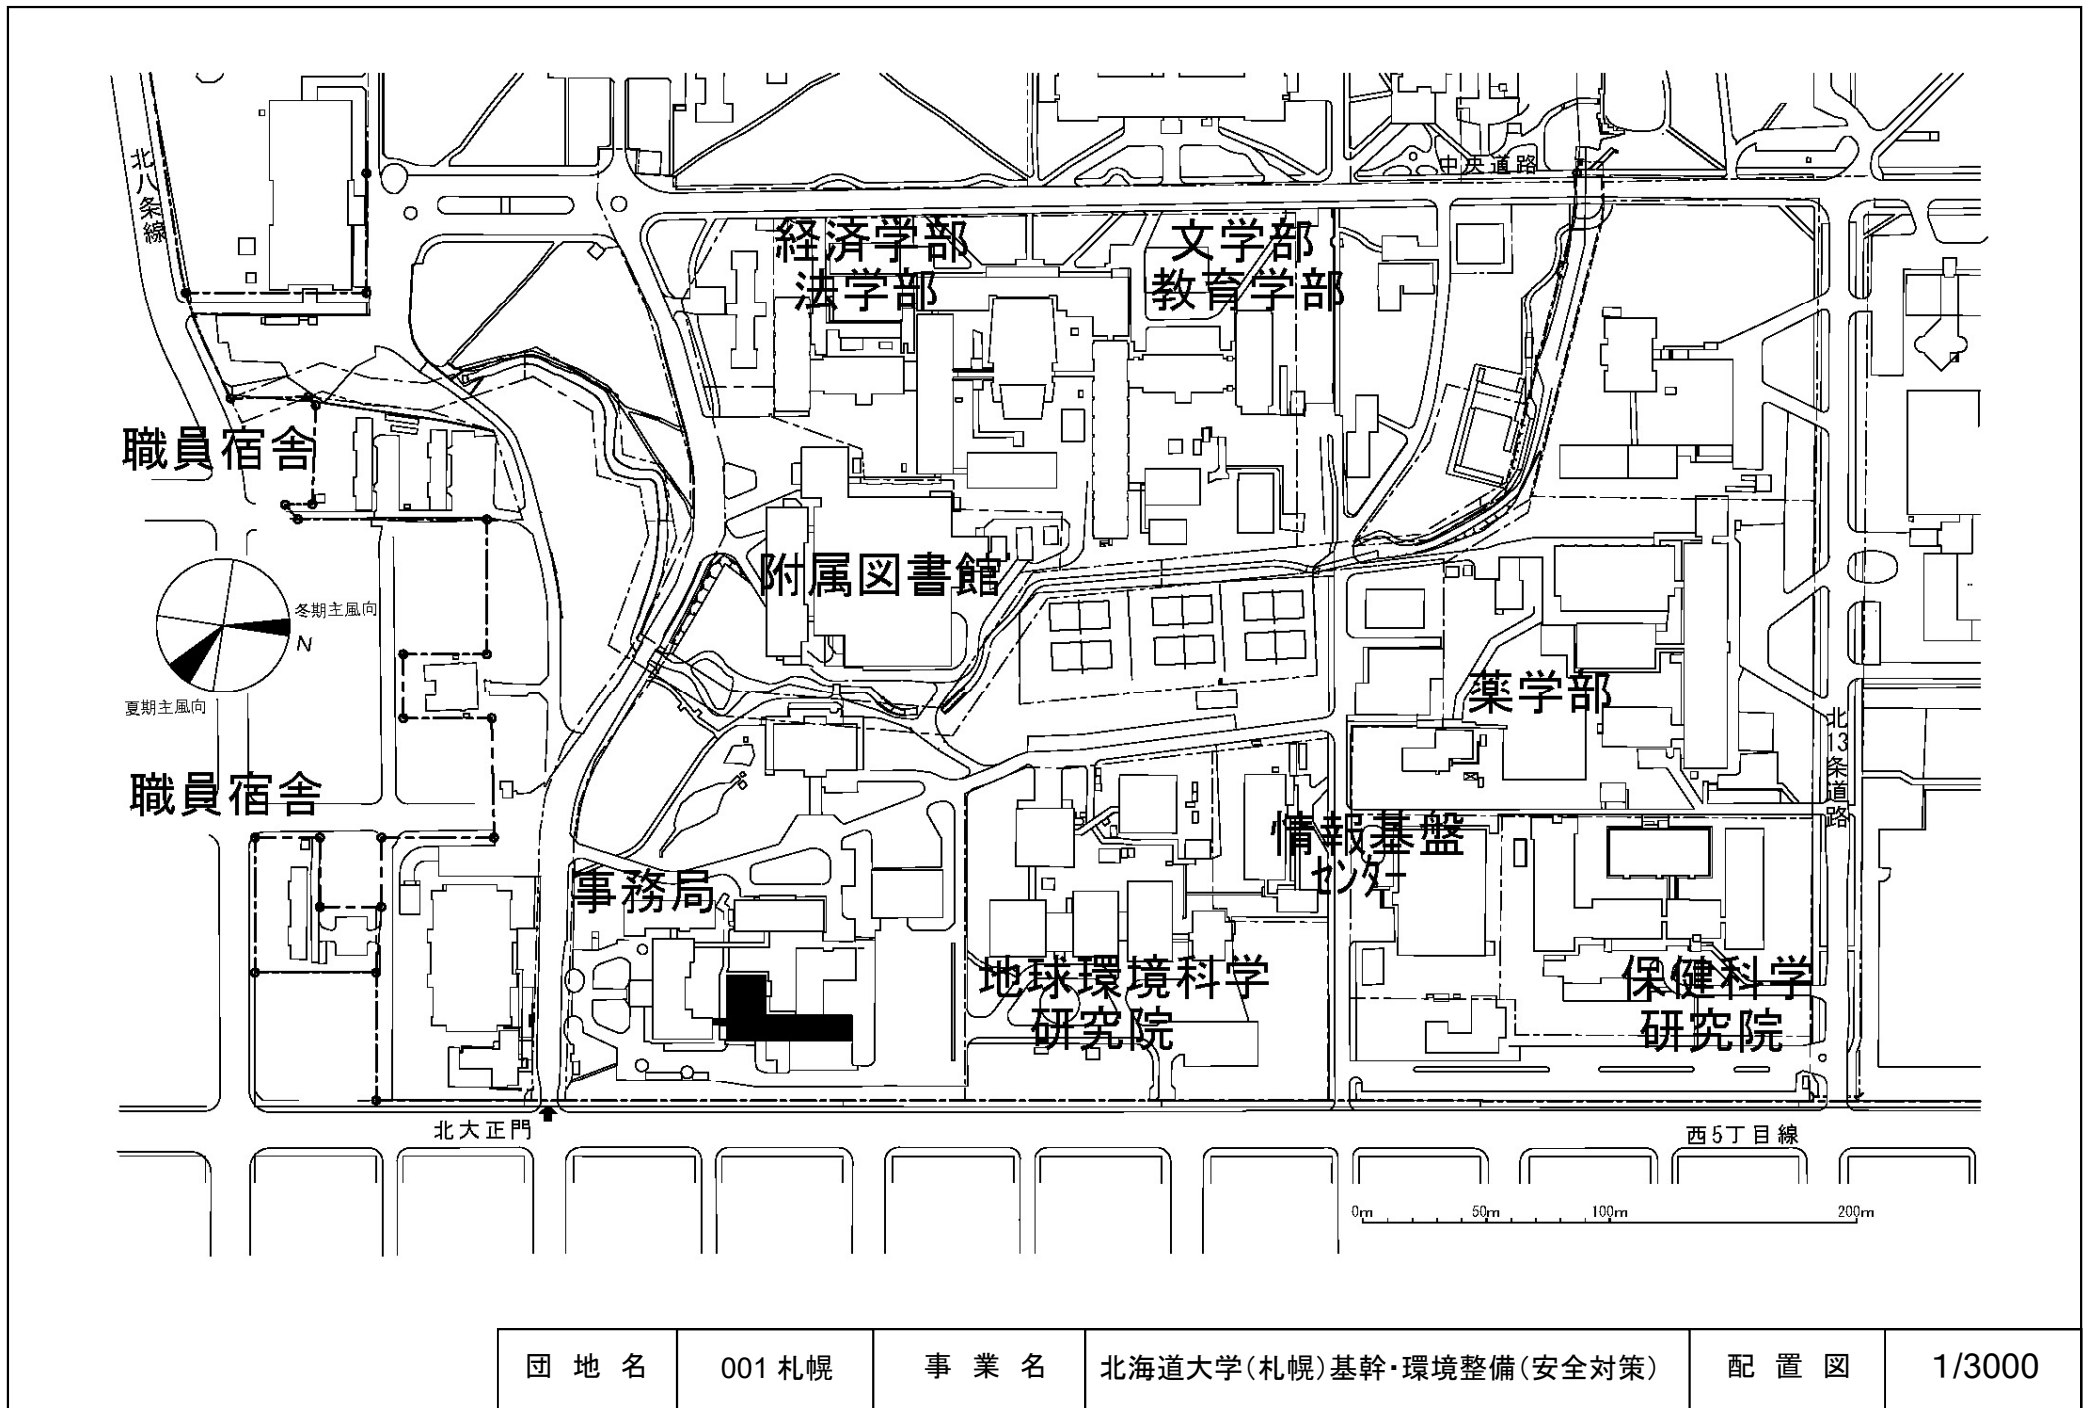 北八条線
中央道路
経済学部
法学部
文学部
教育学部
職員宿舎
附属図書館
冬期主風向
N
夏期主風向
薬学部
北13条道路
職員宿舎
情報基盤
センター
事務局
地球環境科学
研究院
保健科学
研究院
北大正門
西5丁目線
0m 50m 100m 200m
団地名 001 札幌 事業名 北海道大学(札幌)基幹・環境整備(安全対策) 配置図 1/3000